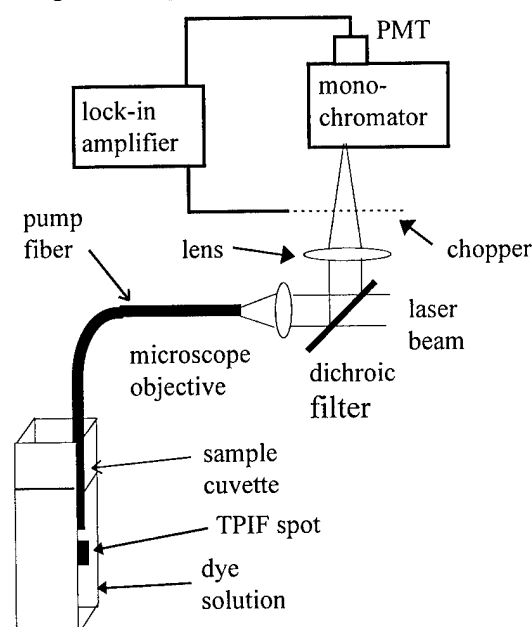 PMT
mono-
chromator
lock-in
amplifier
pump
fiber
lens
chopper
laser
beam
microscope
objective
dichroic
filter
sample
cuvette
TPIF spot
dye
solution